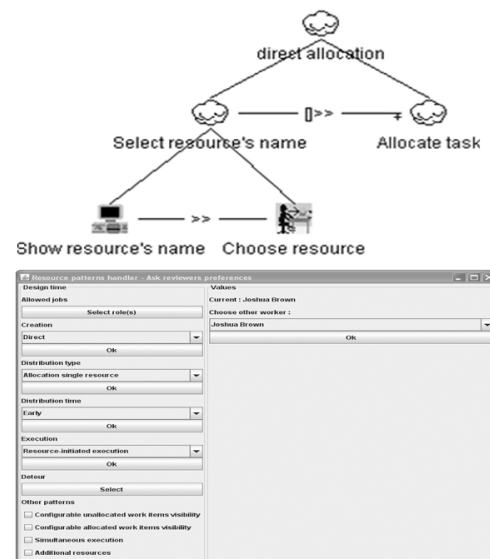 direct allocation
[]>>
Select resource's name
Allocate task
>>
Show resource's name
Choose resource
Resource patterns handler - Ask reviewers preferences
Design time
Values
Allowed jobs
Current : Joshua Brown
Select role(s)
Choose other worker :
Creation
Joshua Brown
Direct
Ok
Ok
Distribution type
Allocation single resource
Ok
Distribution time
Early
Ok
Execution
Resource-initiated execution
Ok
Detour
Select
Other patterns
Configurable unallocated work items visibility
Configurable allocated work items visibility
Simultaneous execution
Additional resources